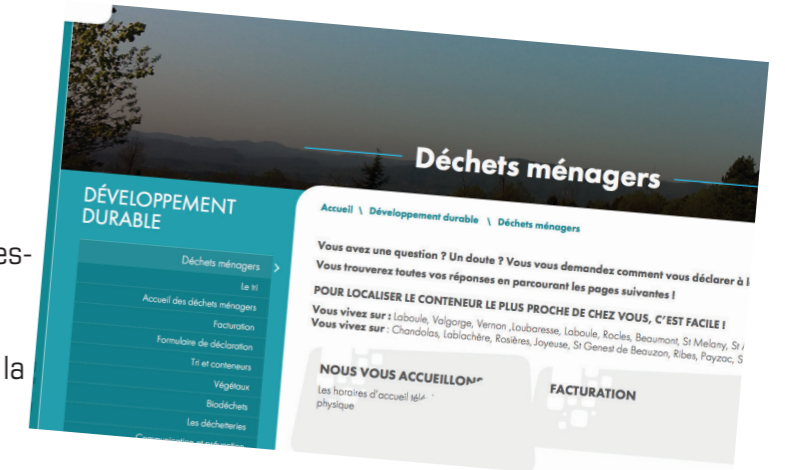 es-
la
Déchets ménagers
DÉVELOPPEMENT
DURABLE
Déchets ménagers
Le tri
Accueil des déchets ménagers
Facturation
Formulaire de déclaration
Tri et conteneurs
Végétaux
Biodéchets
Les déchetteries
Accueil \ Développement durable \ Déchets ménagers
Vous avez une question ? Un doute ? Vous vous demandez comment vous déclarer à
Vous trouverez toutes vos réponses en parcourant les pages suivantes !
POUR LOCALISER LE CONTENEUR LE PLUS PROCHE DE CHEZ VOUS, C'EST FACILE !
Vous vivez sur : Laboule, Valgorge, Vernon ,Loubaresse, Laboule, Rocles, Beaumont, St Melany, St
Vous vivez sur : Chandolas, Lablachère, Rosières, Joyeuse, St Genest de Beauzon, Ribes, Payzac, S
NOUS VOUS
Les horaires d'accueil
physique
FACTURATION